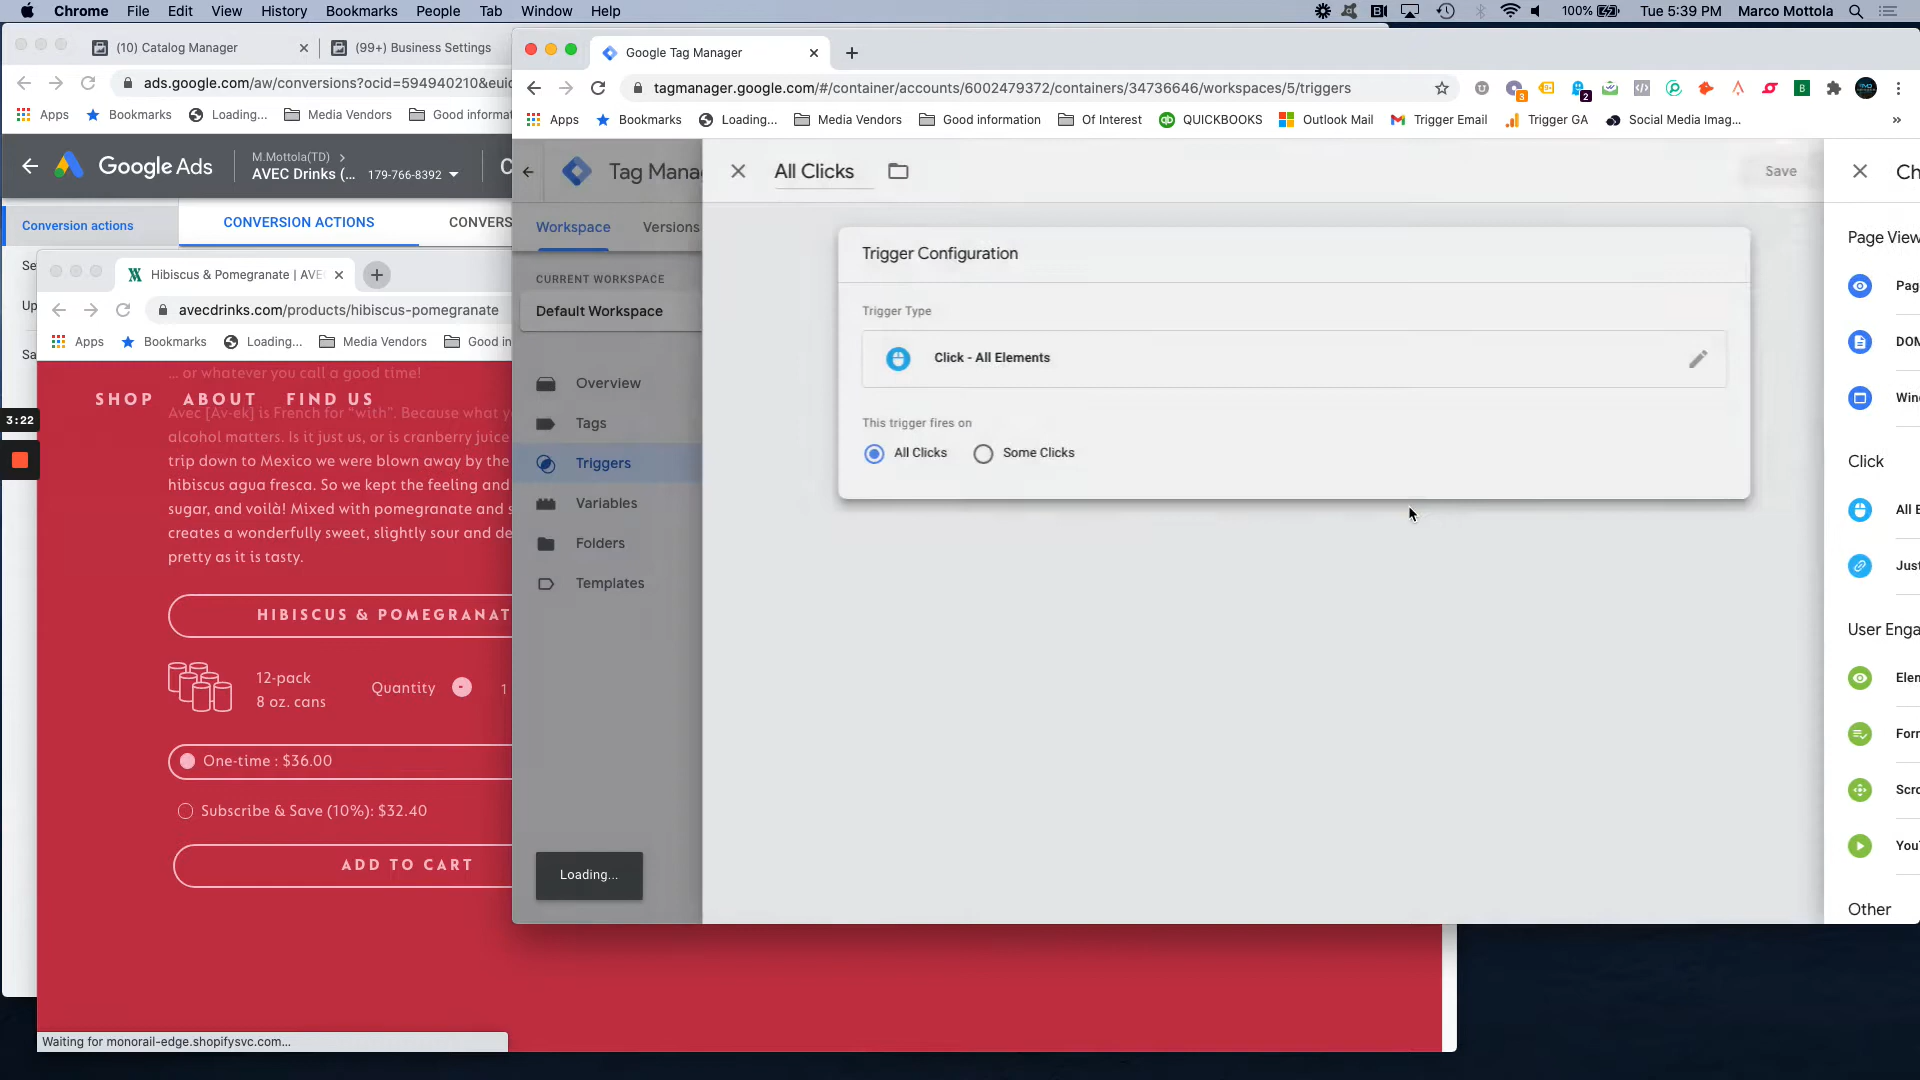 Chrome File Edit View History Bookmarks People Tab Window Help
100% Tue 5:39 PM Marco Mottola
(10) Catalog Manager
(99+) Business Settings
ads.google.com/aw/conversions?ocid=594940210&euid
Apps Bookmarks Loading... Media Vendors Good informa
Google Ads
M.Mottola(TD)
AVEC Drinks (... 179-766-8392
Conversion actions
CONVERSION ACTIONS
CONVERS
Se
Up
Sa
Hibiscus & Pomegranate | AVE
avecdrinks.com/products/hibiscus-pomegranate
Apps Bookmarks Loading... Media Vendors Good in
... or whatever you call a good time!
SHOP ABOUT FIND US
Avec [Av-ek] is French for "with". Because what y
alcohol matters. Is it just us, or is cranberry juice
trip down to Mexico we were blown away by the
hibiscus agua fresca. So we kept the feeling and
sugar, and voilà! Mixed with pomegranate and s
creates a wonderfully sweet, slightly sour and de
pretty as it is tasty.
HIBISCUS & POMEGRANAT
12-pack
8 oz. cans
Quantity - 1
One-time : $36.00
Subscribe & Save (10%): $32.40
ADD TO CART
Waiting for monorail-edge.shopifysvc.com...
3:22
Google Tag Manager
tagmanager.google.com/#/container/accounts/6002479372/containers/34736646/workspaces/5/triggers
3
2
B
Apps Bookmarks Loading... Media Vendors Good information Of Interest QUICKBOOKS Outlook Mail Trigger Email Trigger GA Social Media Imag...
Tag Mana
Workspace Versions
CURRENT WORKSPACE
Default Workspace
Overview
Tags
Triggers
Variables
Folders
Templates
Loading...
All Clicks
Save
Trigger Configuration
Trigger Type
Click - All Elements
This trigger fires on
All Clicks
Some Clicks
Ch
Page View
Page
DOM
Wind
Click
All E
Just
User Enga
Elem
Form
Scro
You
Other